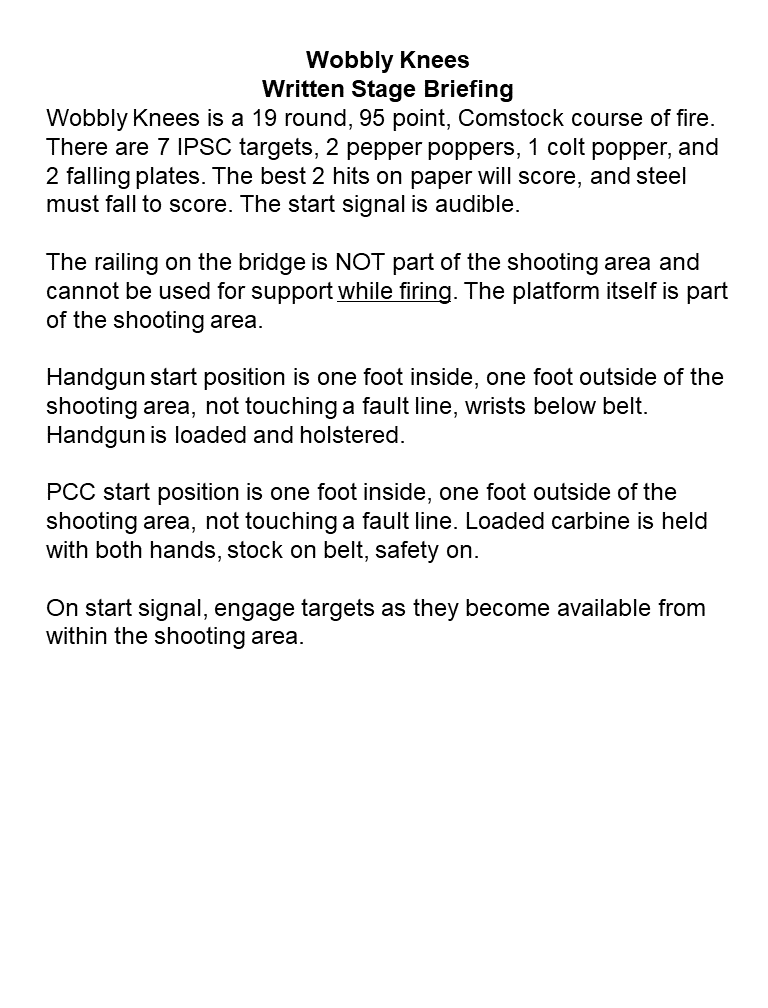 Wobbly Knees
Written Stage Briefing
Wobbly Knees is a 19 round, 95 point, Comstock course of fire.
There are 7 IPSC targets, 2 pepper poppers, 1 colt popper, and
2 falling plates. The best 2 hits on paper will score, and steel
must fall to score. The start signal is audible.
The railing on the bridge is NOT part of the shooting area and
cannot be used for support while firing. The platform itself is part
of the shooting area.
Handgun start position is one foot inside, one foot outside of the
shooting area, not touching a fault line, wrists below belt.
Handgun is loaded and holstered.
PCC start position is one foot inside, one foot outside of the
shooting area, not touching a fault line. Loaded carbine is held
with both hands, stock on belt, safety on.
On start signal, engage targets as they become available from
within the shooting area.